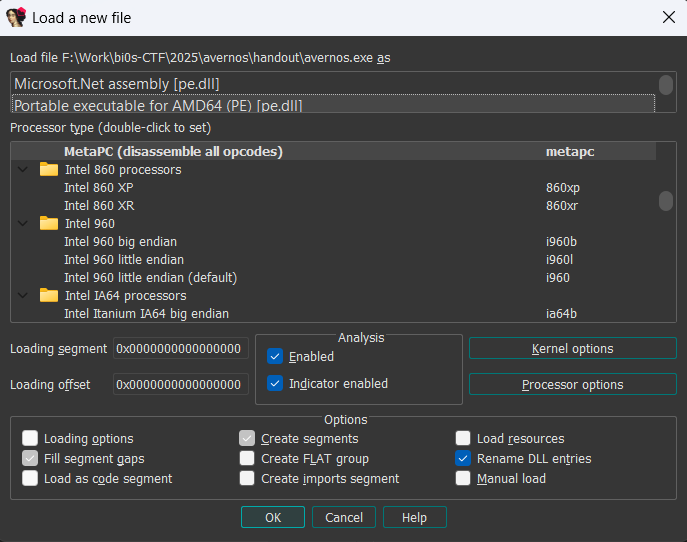 Load a new file
Load file F:\Work\bi0s-CTF\2025\avernos\handout\avernos.exe as
Microsoft.Net assembly [pe.dll]
Portable executable for AMD64 (PE) [pe.dll]
Processor type (double-click to set)
MetaPC (disassemble all opcodes) metapc
Intel 860 processors
Intel 860 XP 860xp
Intel 860 XR 860xr
Intel 960
Intel 960 big endian i960b
Intel 960 little endian i960l
Intel 960 little endian (default) i960
Intel IA64 processors
Intel Itanium IA64 big endian ia64b
Loading segment 0x0000000000000000
Loading offset 0x0000000000000000
Analysis
Enabled
Indicator enabled
Kernel options
Processor options
Options
Loading options Create segments Load resources
Fill segment gaps Create FLAT group Rename DLL entries
Load as code segment Create imports segment Manual load
OK Cancel Help